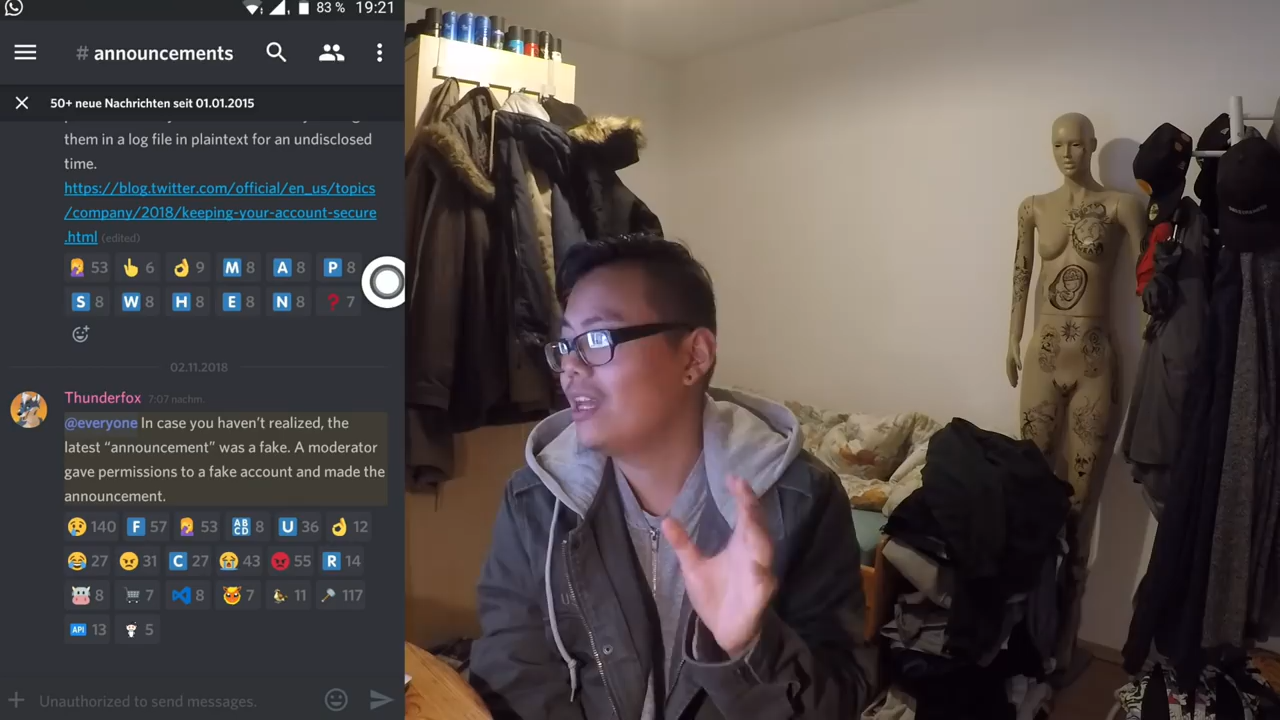 83 % 19:21
# announcements
50+ neue Nachrichten seit 01.01.2015
them in a log file in plaintext for an undisclosed
time.
https://blog.twitter.com/official/en_us/topics
/company/2018/keeping-your-account-secure
.html (edited)
53 6 9 M 8 A 8 P 8
S 8 W 8 H 8 E 8 N 8 ? 7
02.11.2018
Thunderfox 7:07 nachm.
@everyone In case you haven't realized, the
latest “announcement” was a fake. A moderator
gave permissions to a fake account and made the
announcement.
140 F 57 53 ABCD 8 U 36 12
27 31 C 27 43 55 R 14
8 7 8 7 11 117
API 13 5
Unauthorized to send messages.